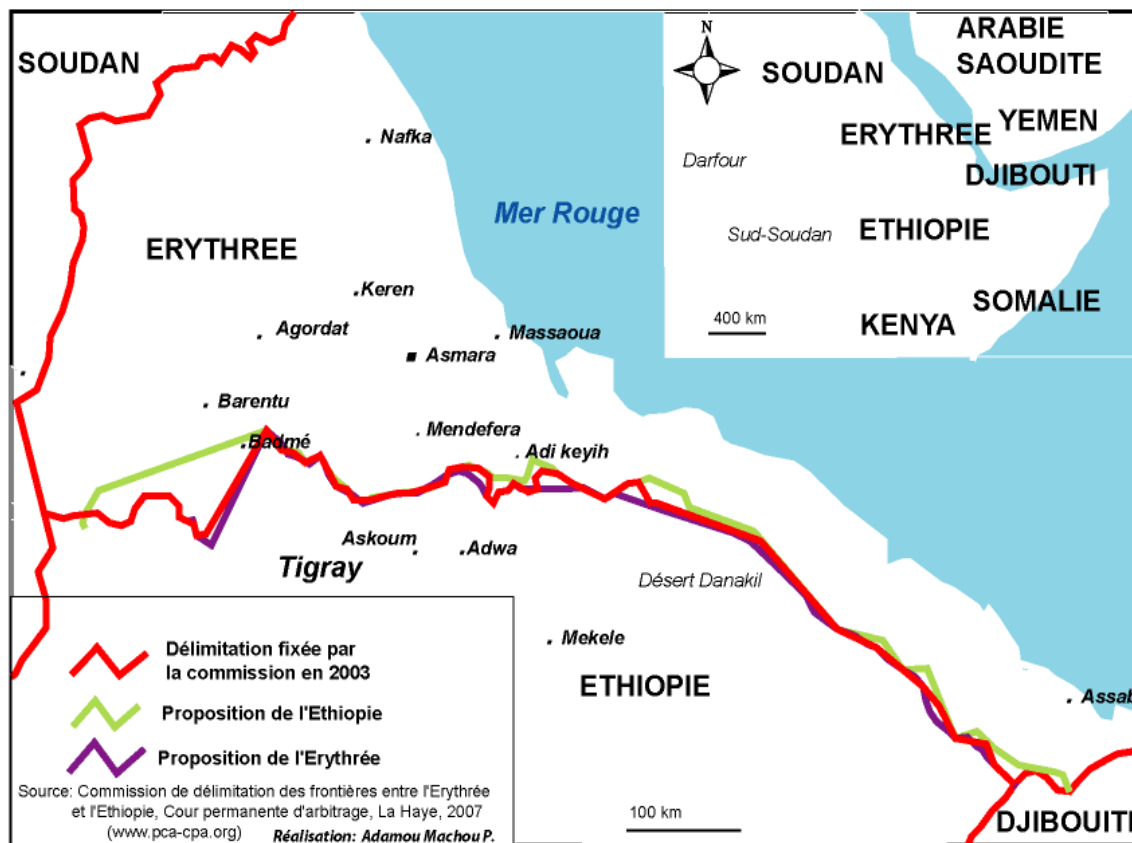 SOUDAN
Nafka
Mer Rouge
ERYTHREE
Keren
Agordat
Massaoua
Asmara
Barentu
Badmé
Mendefera
Adi keyih
Askoum
Adwa
Tigray
Désert Danakil
Mekele
ETHIOPIE
Assab
DJIBOUITI
100 km
N
SOUDAN
ARABIE
SAOUDITE
ERYTHREE
YEMEN
Darfour
DJIBOUTI
Sud-Soudan
ETHIOPIE
SOMALIE
KENYA
400 km
Délimitation fixée par
la commission en 2003
Proposition de l'Ethiopie
Proposition de l'Erythrée
Source: Commission de délimitation des frontières entre l'Erythrée
et l'Ethiopie, Cour permanente d'arbitrage, La Haye, 2007
(www.pca-cpa.org)
Réalisation: Adamou Machou P.